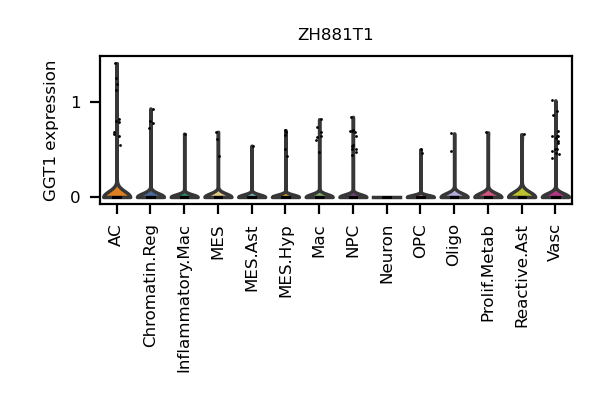 ZH881T1
GGT1 expression
1
0
AC
Chromatin.Reg
Inflammatory.Mac
MES
MES.Ast
MES.Hyp
Mac
NPC
Neuron
OPC
Oligo
Prolif.Metab
Reactive.Ast
Vasc